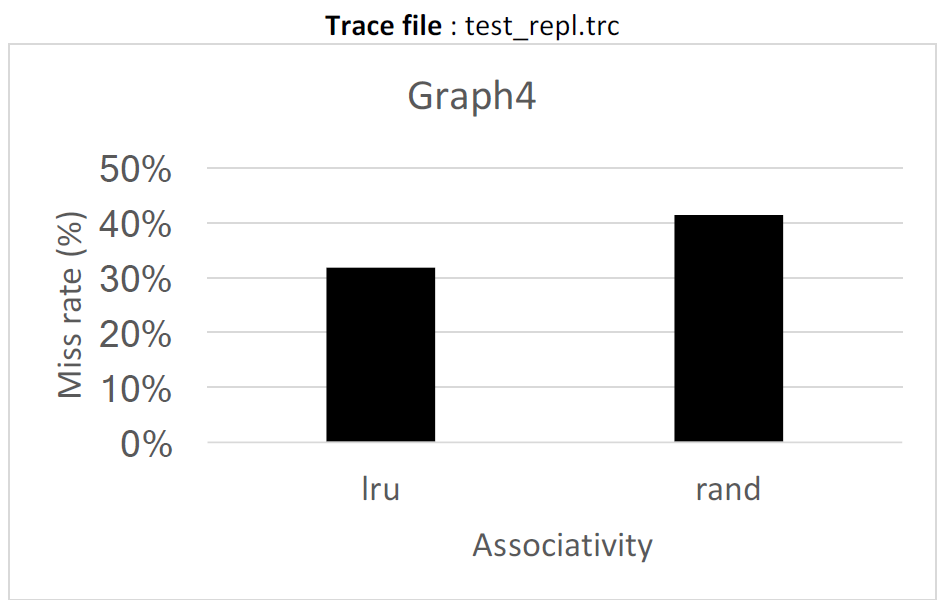 Trace file : test_repl.trc
Graph4
50%
40%
30%
20%
10%
0%
Miss rate (%)
lru rand
Associativity